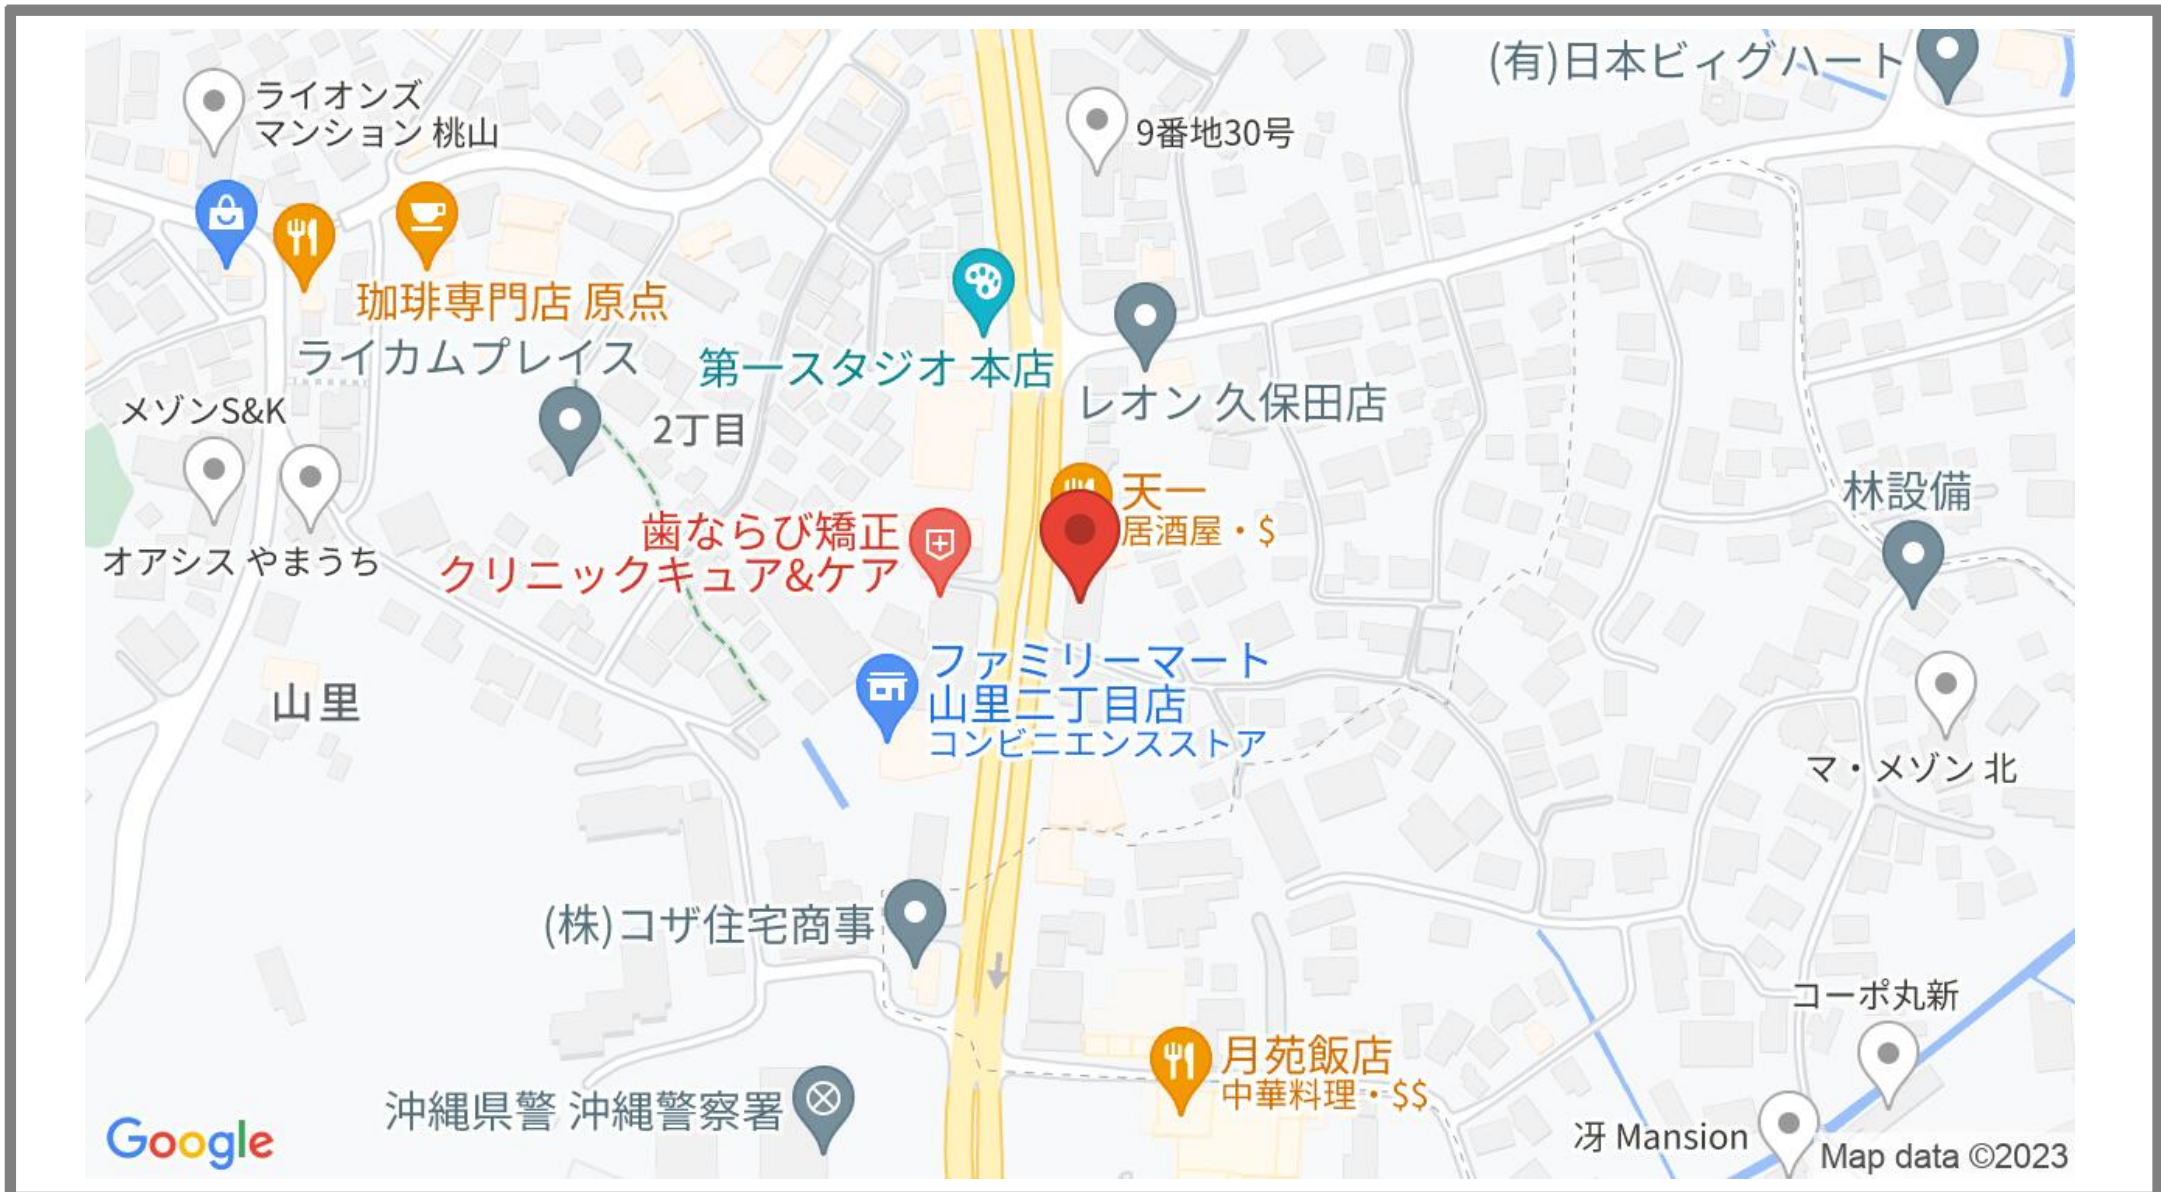 (有)日本ビィグハート
ライオンズ
マンション 桃山
9番地30号
珈琲専門店 原点
ライカムプレイス
第一スタジオ 本店
メゾンS&K
2丁目
レオン 久保田店
天一
居酒屋・$
林設備
歯ならび矯正
クリニックキュア&ケア
オアシス やまうち
ファミリーマート
山里二丁目店
コンビニエンスストア
山里
マ・メゾン 北
(株)コザ住宅商事
コーポ丸新
月苑飯店
中華料理・$$
沖縄県警 沖縄警察署
冴 Mansion
Google
Map data ©2023